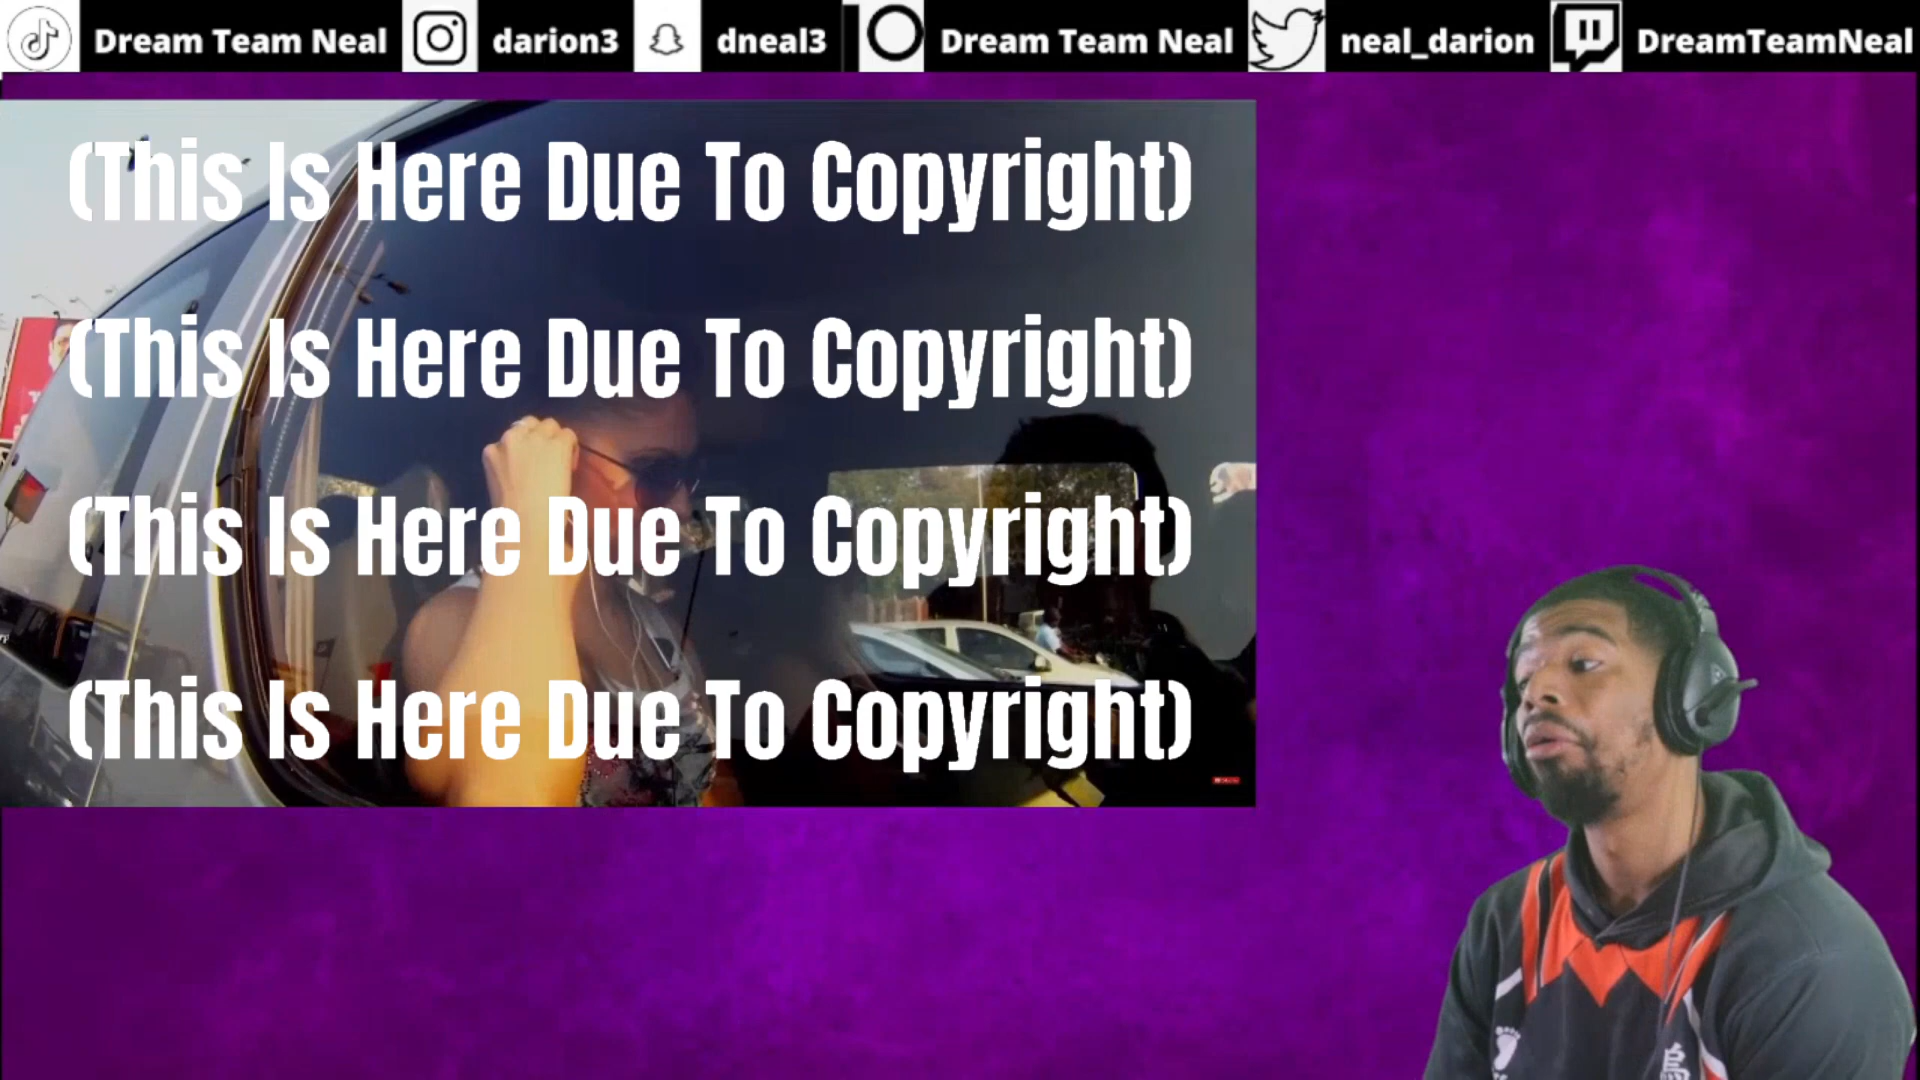 Dream Team Neal darion3 dneal3 Dream Team Neal neal_darion DreamTeamNeal
(This Is Here Due To Copyright)
(This Is Here Due To Copyright)
(This Is Here Due To Copyright)
(This Is Here Due To Copyright)